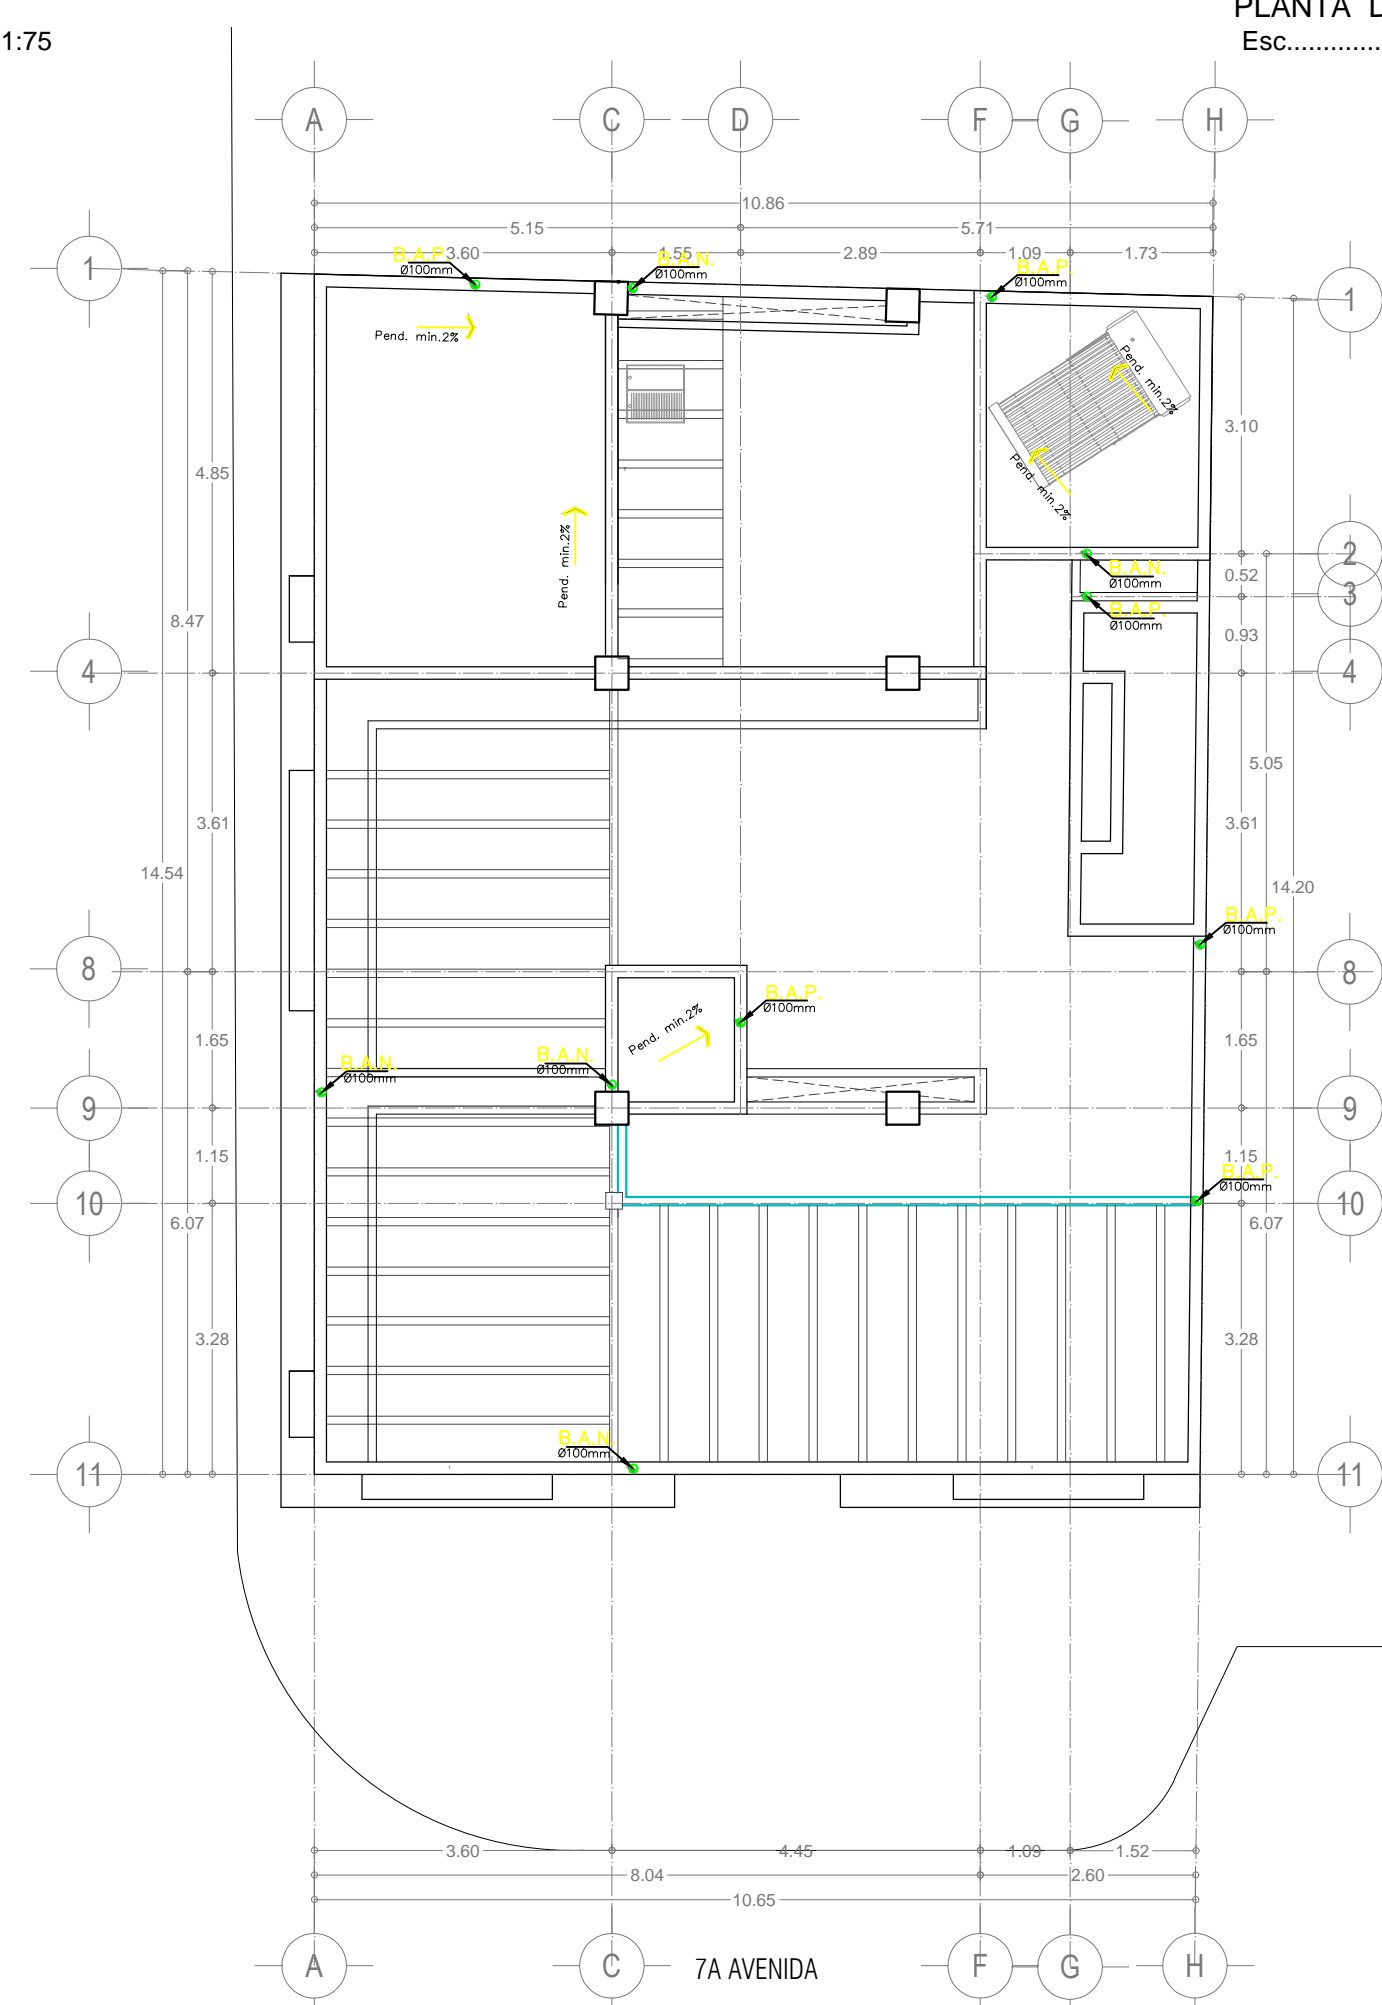 PLANTA D
1:75
Esc.............
A
C
D
F
G
H
10.86
5.15
5.71
3.60
1.55
2.89
1.09
1.73
B.A.P.
Ø100mm
B.A.N.
Ø100mm
B.A.P.
Ø100mm
1
1
Pend. min.2%
Pend. min.2%
Pend. min.2%
Pend. min.2%
3.10
4.85
2
B.A.N.
Ø100mm
0.52
3
B.A.P.
Ø100mm
0.93
8.47
4
4
5.05
3.61
3.61
14.54
14.20
B.A.P.
Ø100mm
8
8
B.A.P.
Ø100mm
Pend. min.2%
1.65
1.65
B.A.N.
Ø100mm
B.A.N.
Ø100mm
9
9
1.15
1.15
B.A.P.
Ø100mm
10
10
6.07
6.07
3.28
3.28
B.A.N.
Ø100mm
11
11
3.60
4.45
1.09
1.52
8.04
2.60
10.65
A
C
7A AVENIDA
F
G
H